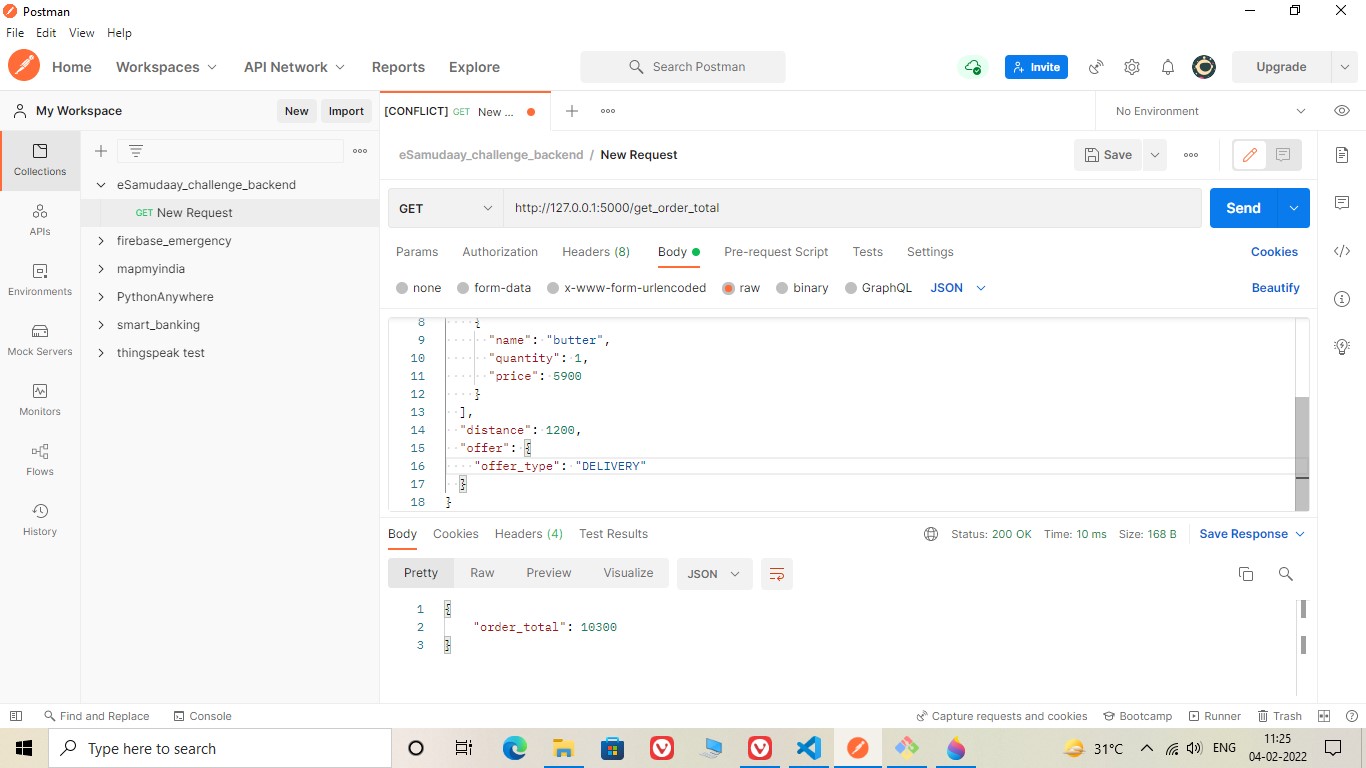 Postman
File Edit View Help
Home Workspaces API Network Reports Explore Search Postman Invite Upgrade
My Workspace New Import [CONFLICT] GET New ... No Environment
Collections
APIs
Environments
Mock Servers
Monitors
Flows
History
eSamudaay_challenge_backend
GET New Request
firebase_emergency
mapmyindia
PythonAnywhere
smart_banking
thingspeak test
eSamudaay_challenge_backend / New Request Save
GET http://127.0.0.1:5000/get_order_total Send
Params Authorization Headers (8) Body Pre-request Script Tests Settings Cookies
none form-data x-www-form-urlencoded raw binary GraphQL JSON Beautify
8 {
9 "name": "butter",
10 "quantity": 1,
11 "price": 5900
12 }
13 ],
14 "distance": 1200,
15 "offer": {
16 "offer_type": "DELIVERY"
17 }
18 }
Body Cookies Headers (4) Test Results Status: 200 OK Time: 10 ms Size: 168 B Save Response
Pretty Raw Preview Visualize JSON
1 {
2 "order_total": 10300
3 }
Find and Replace Console Capture requests and cookies Bootcamp Runner Trash
Type here to search 31°C ENG 11:25
04-02-2022